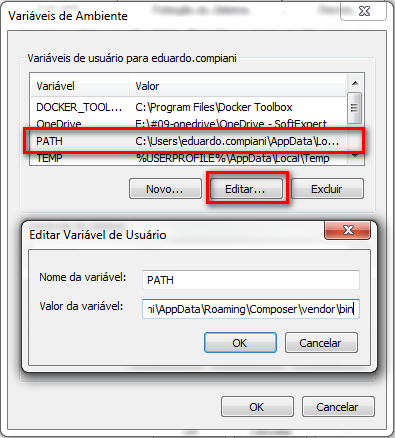 Variáveis de Ambiente
Variáveis de usuário para eduardo.compiani
Variável Valor
DOCKER_TOOL... C:\Program Files\Docker Toolbox
OneDrive E:\#09-onedrive\OneDrive - SoftExpert
PATH C:\Users\eduardo.compiani\AppData\Lo...
TEMP %USERPROFILE%\AppData\Local\Temp
Novo... Editar... Excluir
Editar Variável de Usuário
Nome da variável: PATH
Valor da variável: ni\AppData\Roaming\Composer\vendor\bin
OK Cancelar
OK Cancelar